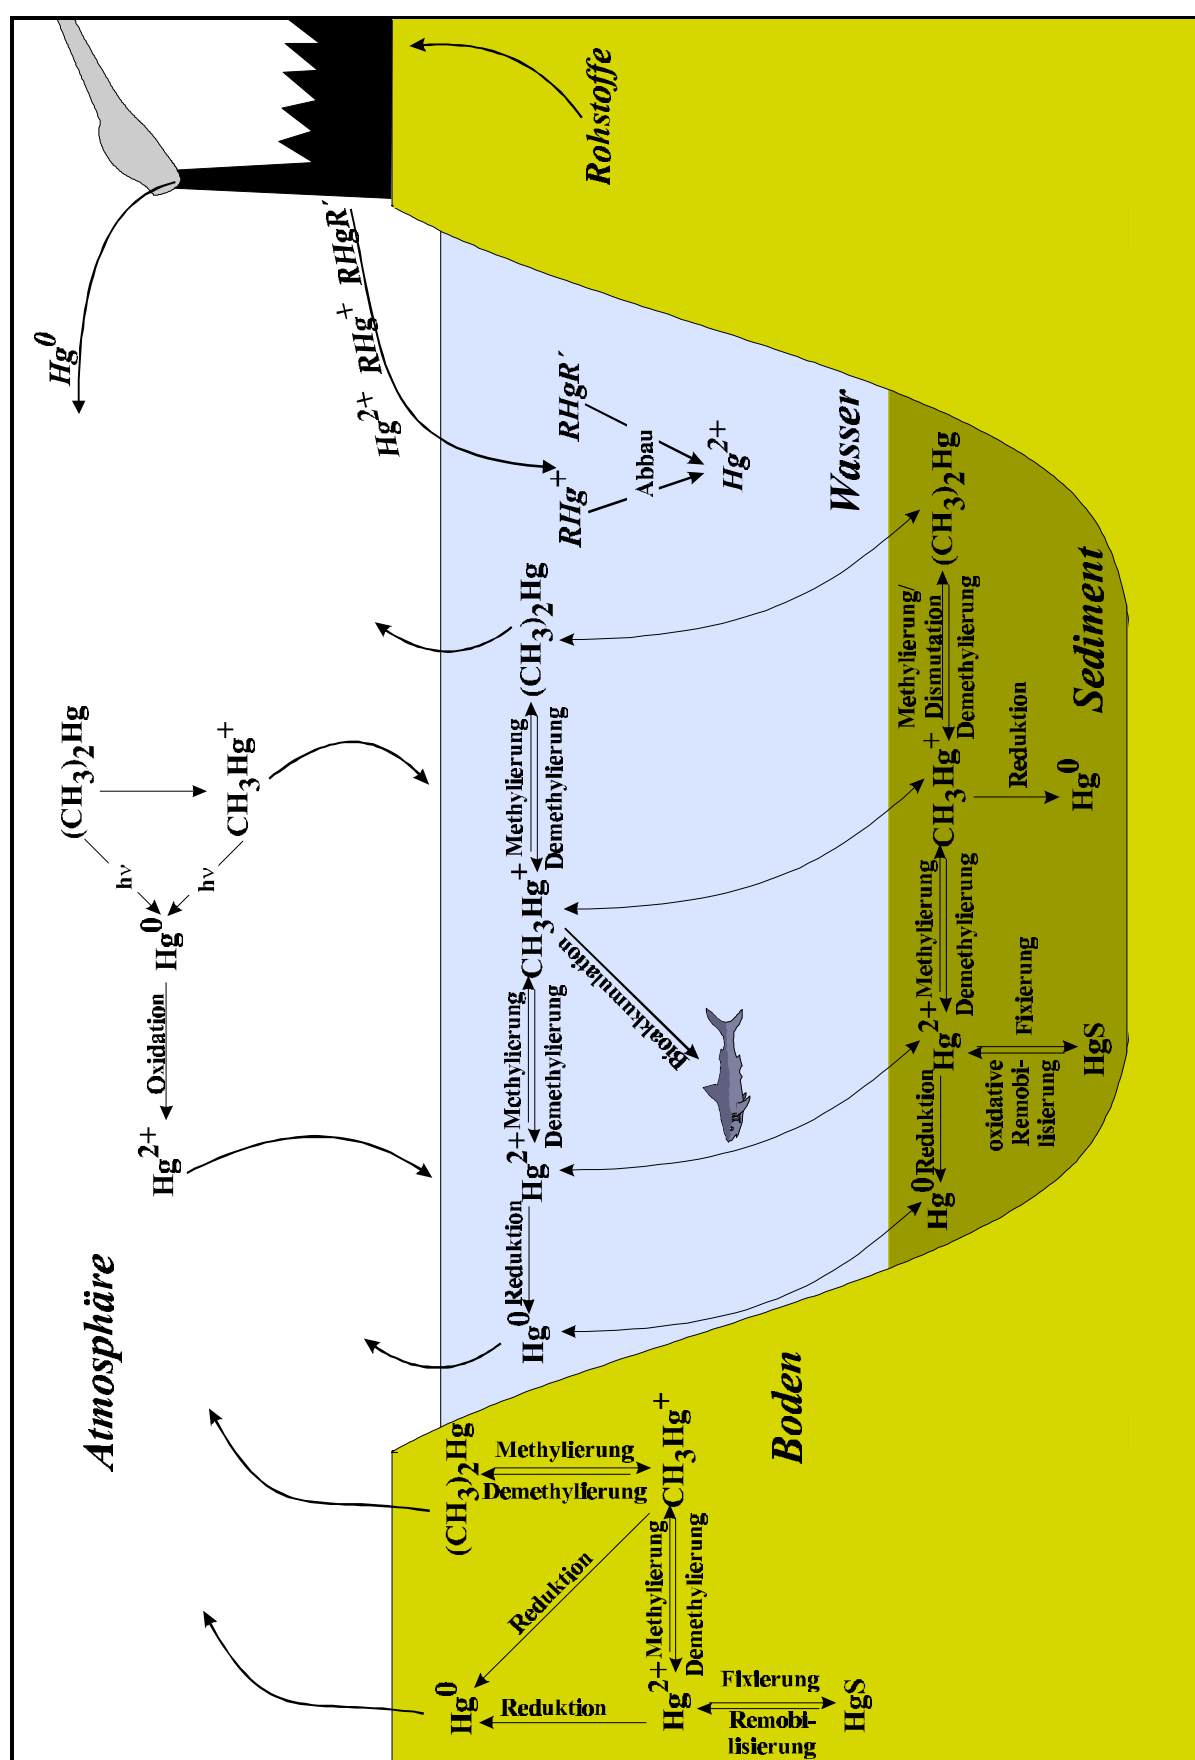 Atmosphäre
Hg2+
Oxidation
Hg0
hν
hν
(CH3)2Hg
CH3Hg+
Hg0
Hg2+ RHg+ RHgR´
Rohstoffe
Hg0
Reduktion
Hg2+
Methylierung
Demethylierung
CH3Hg+
Methylierung
Demethylierung
(CH3)2Hg
RHg+
RHgR´
Abbau
Hg2+
Bioakkumulation
Wasser
(CH3)2Hg
Methylierung
Demethylierung
CH3Hg+
Reduktion
Hg0
Reduktion
Hg2+
Methylierung
Demethylierung
Fixierung
Remobi-
lisierung
HgS
Boden
Hg0
Reduktion
Hg2+
Methylierung
Demethylierung
CH3Hg+
Methylierung/
Dismutation
Demethylierung
(CH3)2Hg
oxidative
Remobi-
lisierung
Fixierung
HgS
Reduktion
Hg0
Sediment